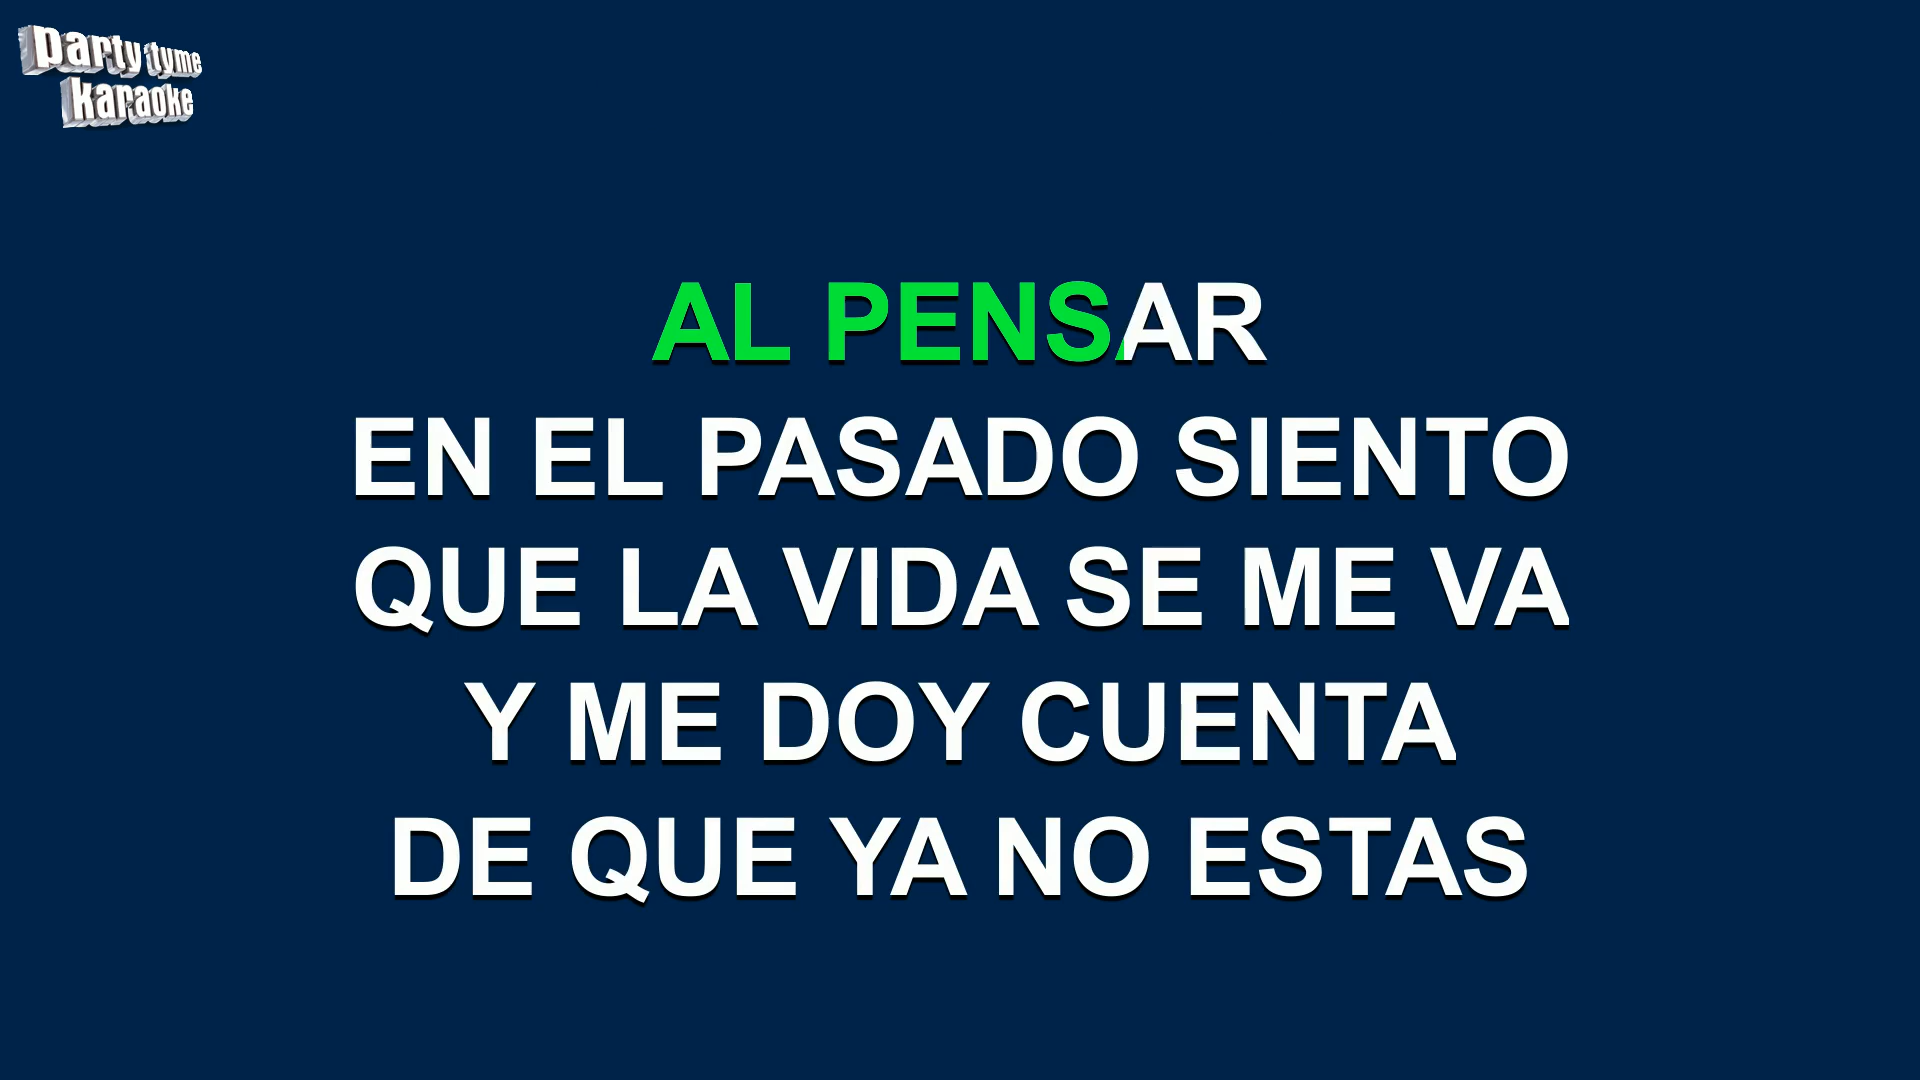 party tyme
karaoke
AL PENSAR
EN EL PASADO SIENTO
QUE LA VIDA SE ME VA
Y ME DOY CUENTA
DE QUE YA NO ESTAS